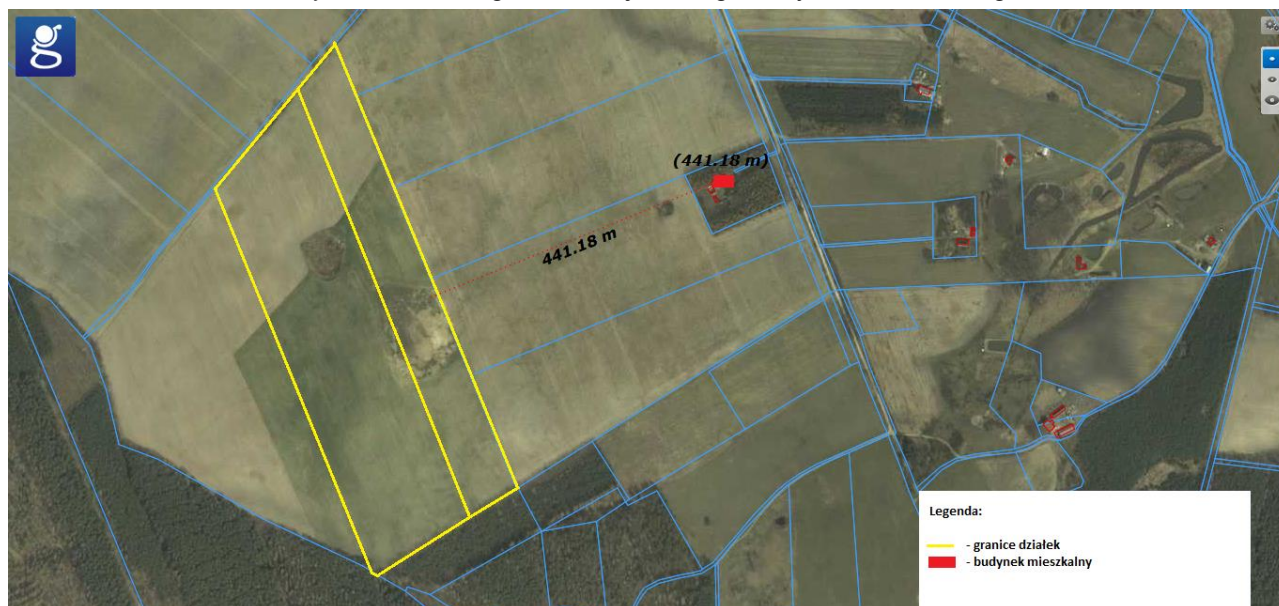 g
(441.18 m)
441.18 m
Legenda:
- granice działek
- budynek mieszkalny